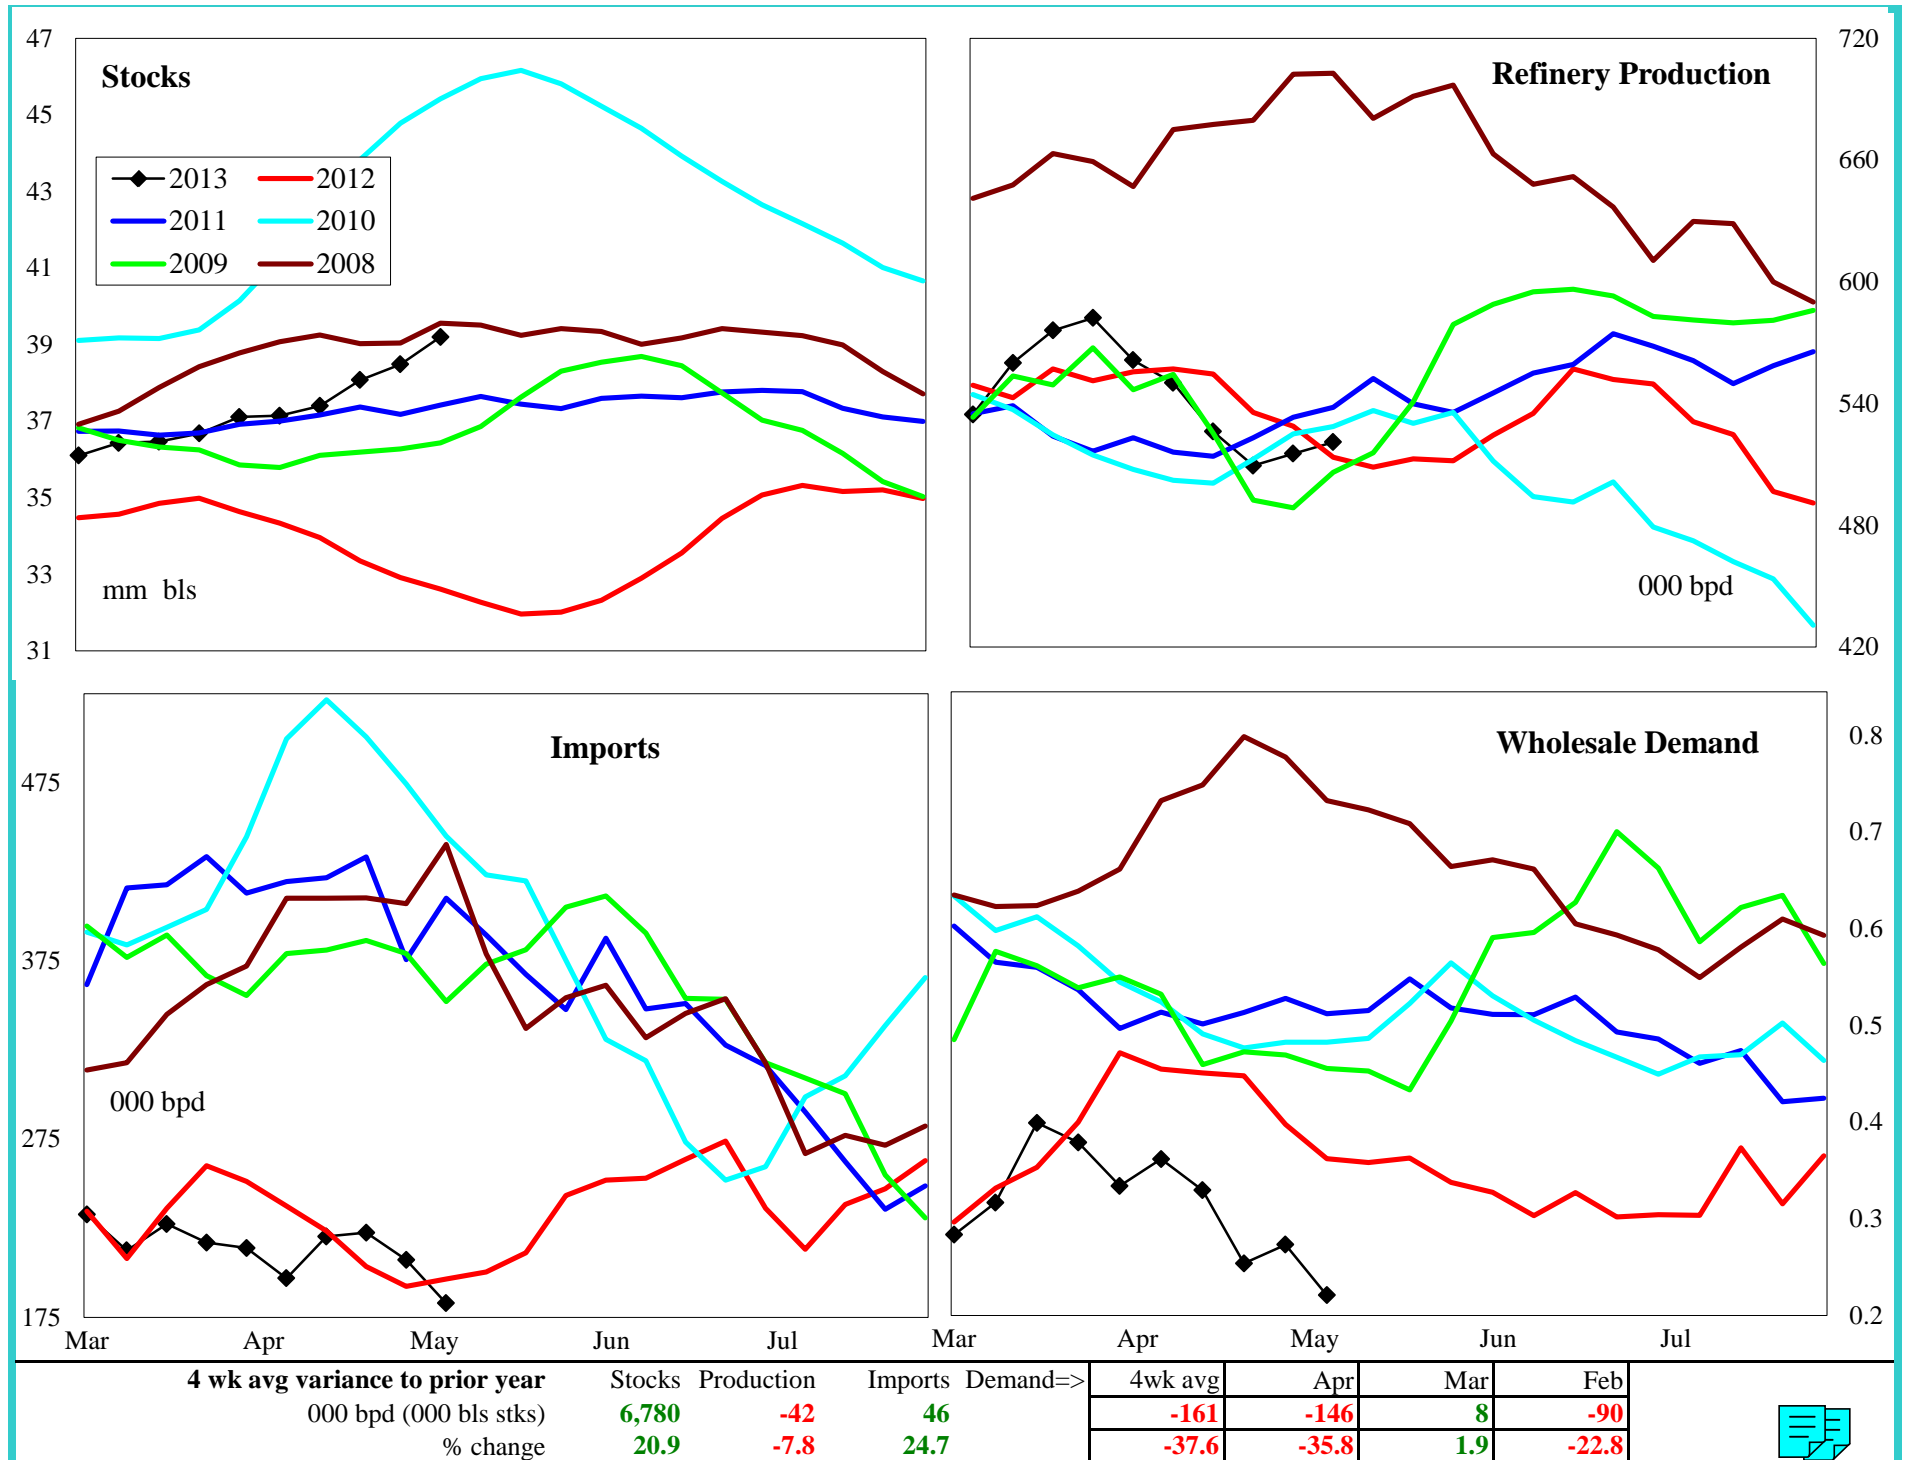 Stocks
47
45
43
41
39
37
35
33
31
2013 2012
2011 2010
2009 2008
mm bls
Refinery Production
720
660
600
540
480
420
000 bpd
Imports
475
375
275
175
000 bpd
Mar Apr May Jun Jul
Wholesale Demand
0.8
0.7
0.6
0.5
0.4
0.3
0.2
Mar Apr May Jun Jul
4 wk avg variance to prior year Stocks Production Imports Demand=> 4wk avg Apr Mar Feb
000 bpd (000 bls stks) 6,780 -42 46 -161 -146 8 -90
% change 20.9 -7.8 24.7 -37.6 -35.8 1.9 -22.8